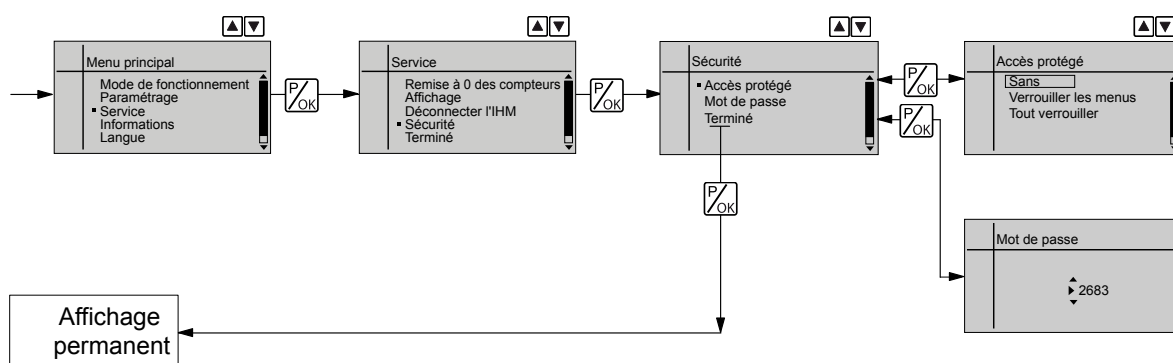 Menu principal
Mode de fonctionnement
Paramétrage
Service
Informations
Langue
P/OK
Service
Remise à 0 des compteurs
Affichage
Déconnecter l'IHM
Sécurité
Terminé
P/OK
Sécurité
Accès protégé
Mot de passe
Terminé
P/OK
Accès protégé
Sans
Verrouiller les menus
Tout verrouiller
P/OK
Mot de passe
2683
P/OK
Affichage
permanent